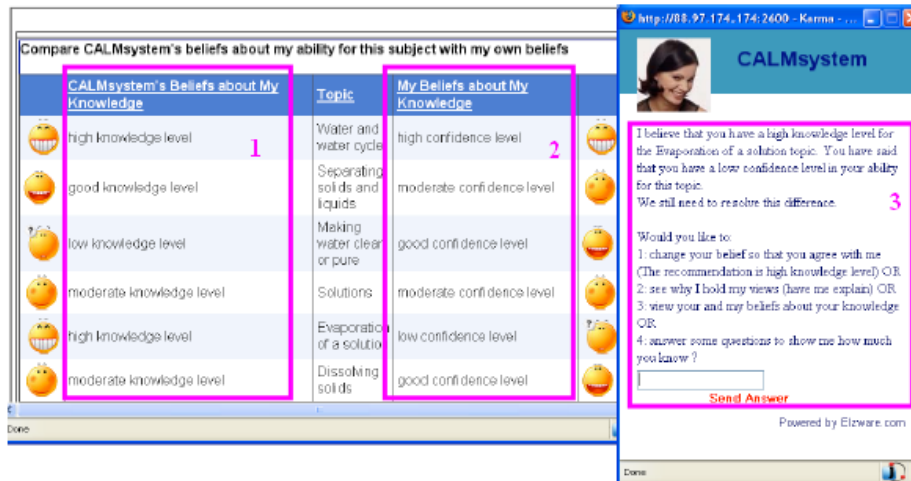 Compare CALMsystem's beliefs about my ability for this subject with my own beliefs
CALMsystem's Beliefs about My Knowledge
Topic
My Beliefs about My Knowledge
high knowledge level
Water and water cycle
high confidence level
good knowledge level
Separating solids and liquids
moderate confidence level
low knowledge level
Making water clean or pure
good confidence level
moderate knowledge level
Solutions
moderate confidence level
high knowledge level
Evaporation of a solutio
low confidence level
moderate knowledge level
Dissolving solids
good confidence level
1
2
Done
http://88.97.174.174:2600 - Karma - ...
CALMsystem
I believe that you have a high knowledge level for
the Evaporation of a solution topic. You have said
that you have a low confidence level in your ability
for this topic.
We still need to resolve this difference.
3
Would you like to:
1: change your belief so that you agree with me
(The recommendation is high knowledge level) OR
2: see why I hold my views (have me explain) OR
3: view your and my beliefs about your knowledge
OR
4: answer some questions to show me how much
you know ?
Send Answer
Powered by Elzware.com
Done